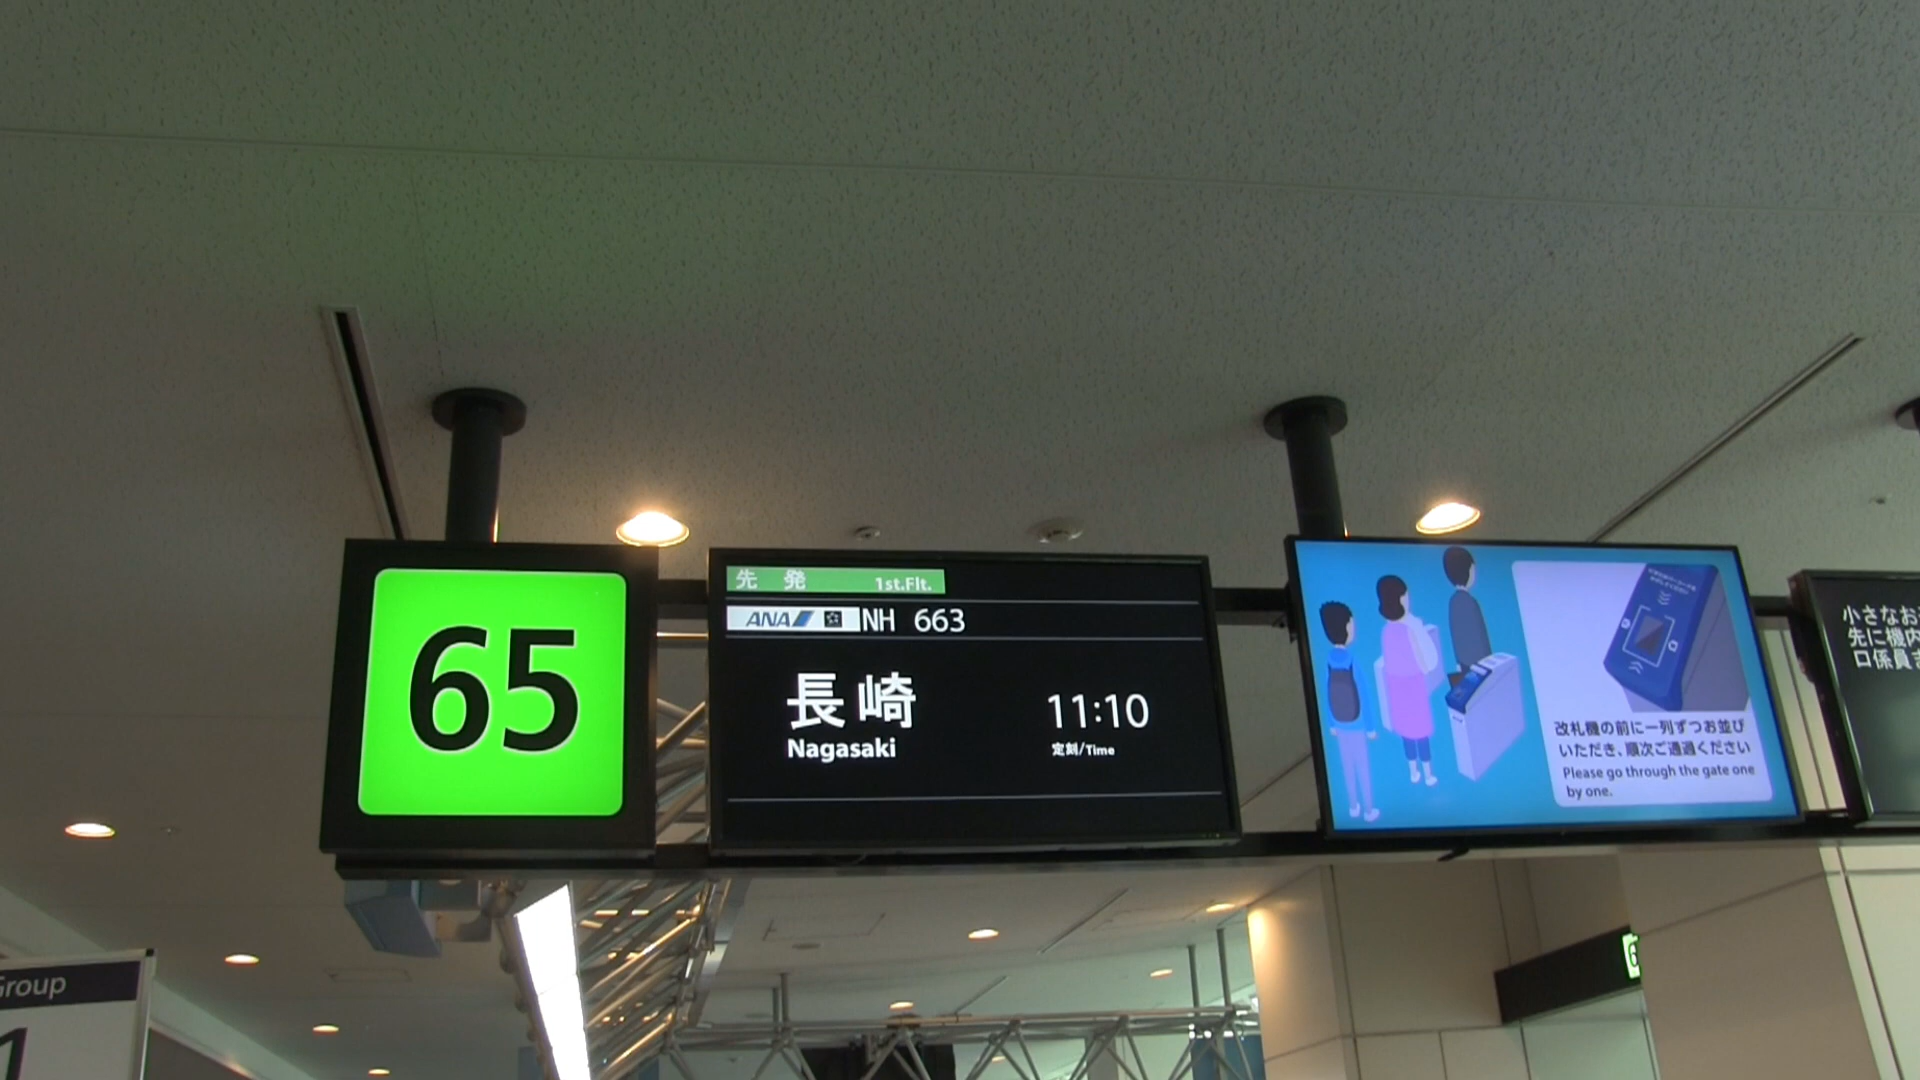 65
先 発 1st.Flt.
ANA NH 663
長崎 11:10
Nagasaki 定刻/Time
改札機の前に一列ずつお並び
いただき、順次ご通過ください
Please go through the gate one
by one.
小さなお
先に機内
口係員
Group
1
6